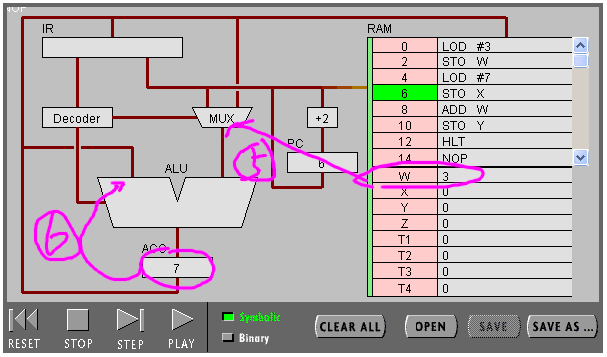 NOP
IR
RAM
0 LOD #3
2 STO W
4 LOD #7
6 STO X
8 ADD W
10 STO Y
12 HLT
14 NOP
W 3
X 0
Y 0
Z 0
T1 0
T2 0
T3 0
T4 0
Decoder
MUX
+2
PC
6
5
ALU
6
ACC
7
RESET
STOP
STEP
PLAY
Symbolic
Binary
CLEAR ALL
OPEN
SAVE
SAVE AS ...